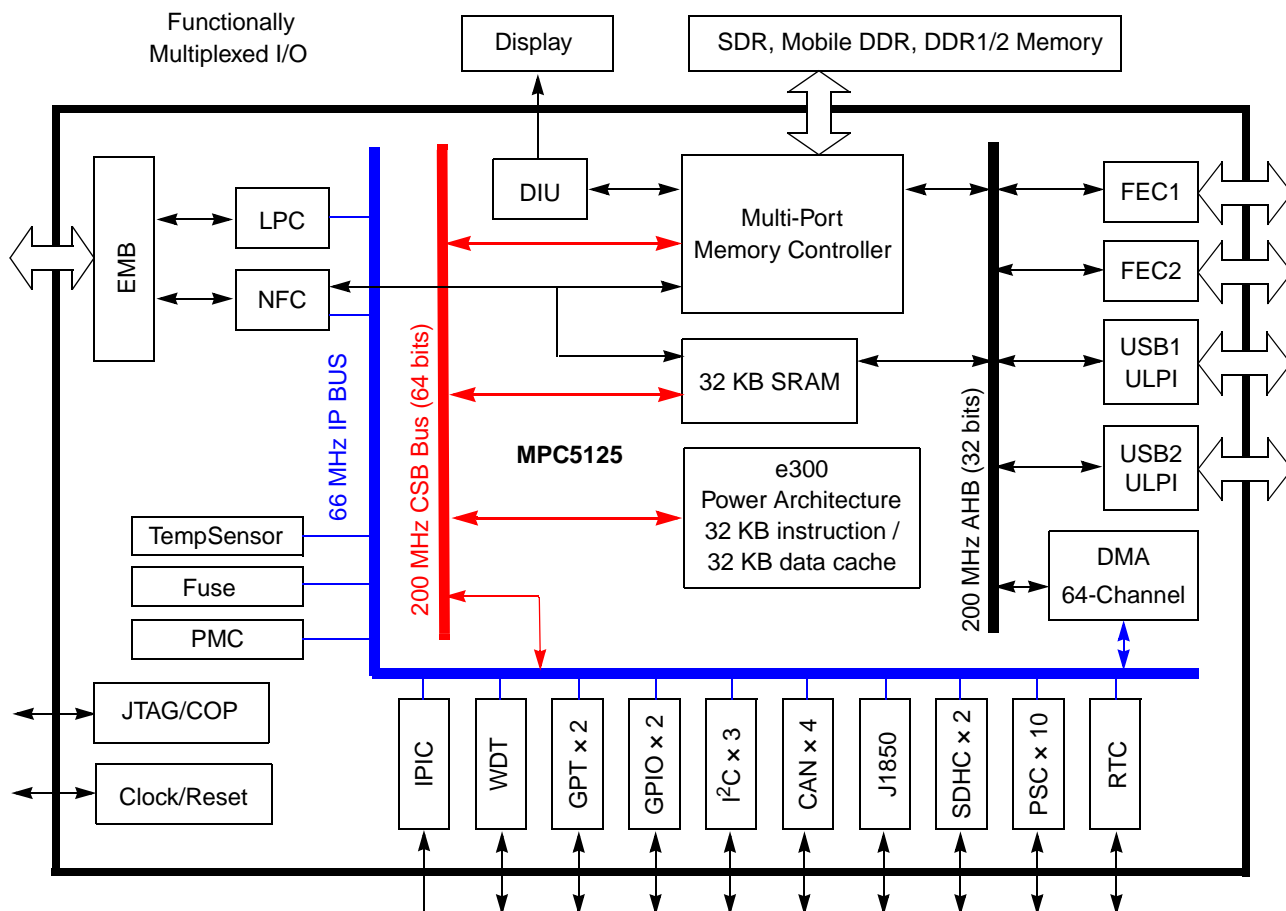 Functionally
Multiplexed I/O
Display
SDR, Mobile DDR, DDR1/2 Memory
EMB
LPC
NFC
DIU
Multi-Port
Memory Controller
FEC1
FEC2
USB1
ULPI
USB2
ULPI
32 KB SRAM
66 MHz IP BUS
200 MHz CSB Bus (64 bits)
MPC5125
e300
Power Architecture
32 KB instruction /
32 KB data cache
200 MHz AHB (32 bits)
DMA
64-Channel
TempSensor
Fuse
PMC
JTAG/COP
Clock/Reset
IPIC
WDT
GPT × 2
GPIO × 2
I²C × 3
CAN × 4
J1850
SDHC × 2
PSC × 10
RTC